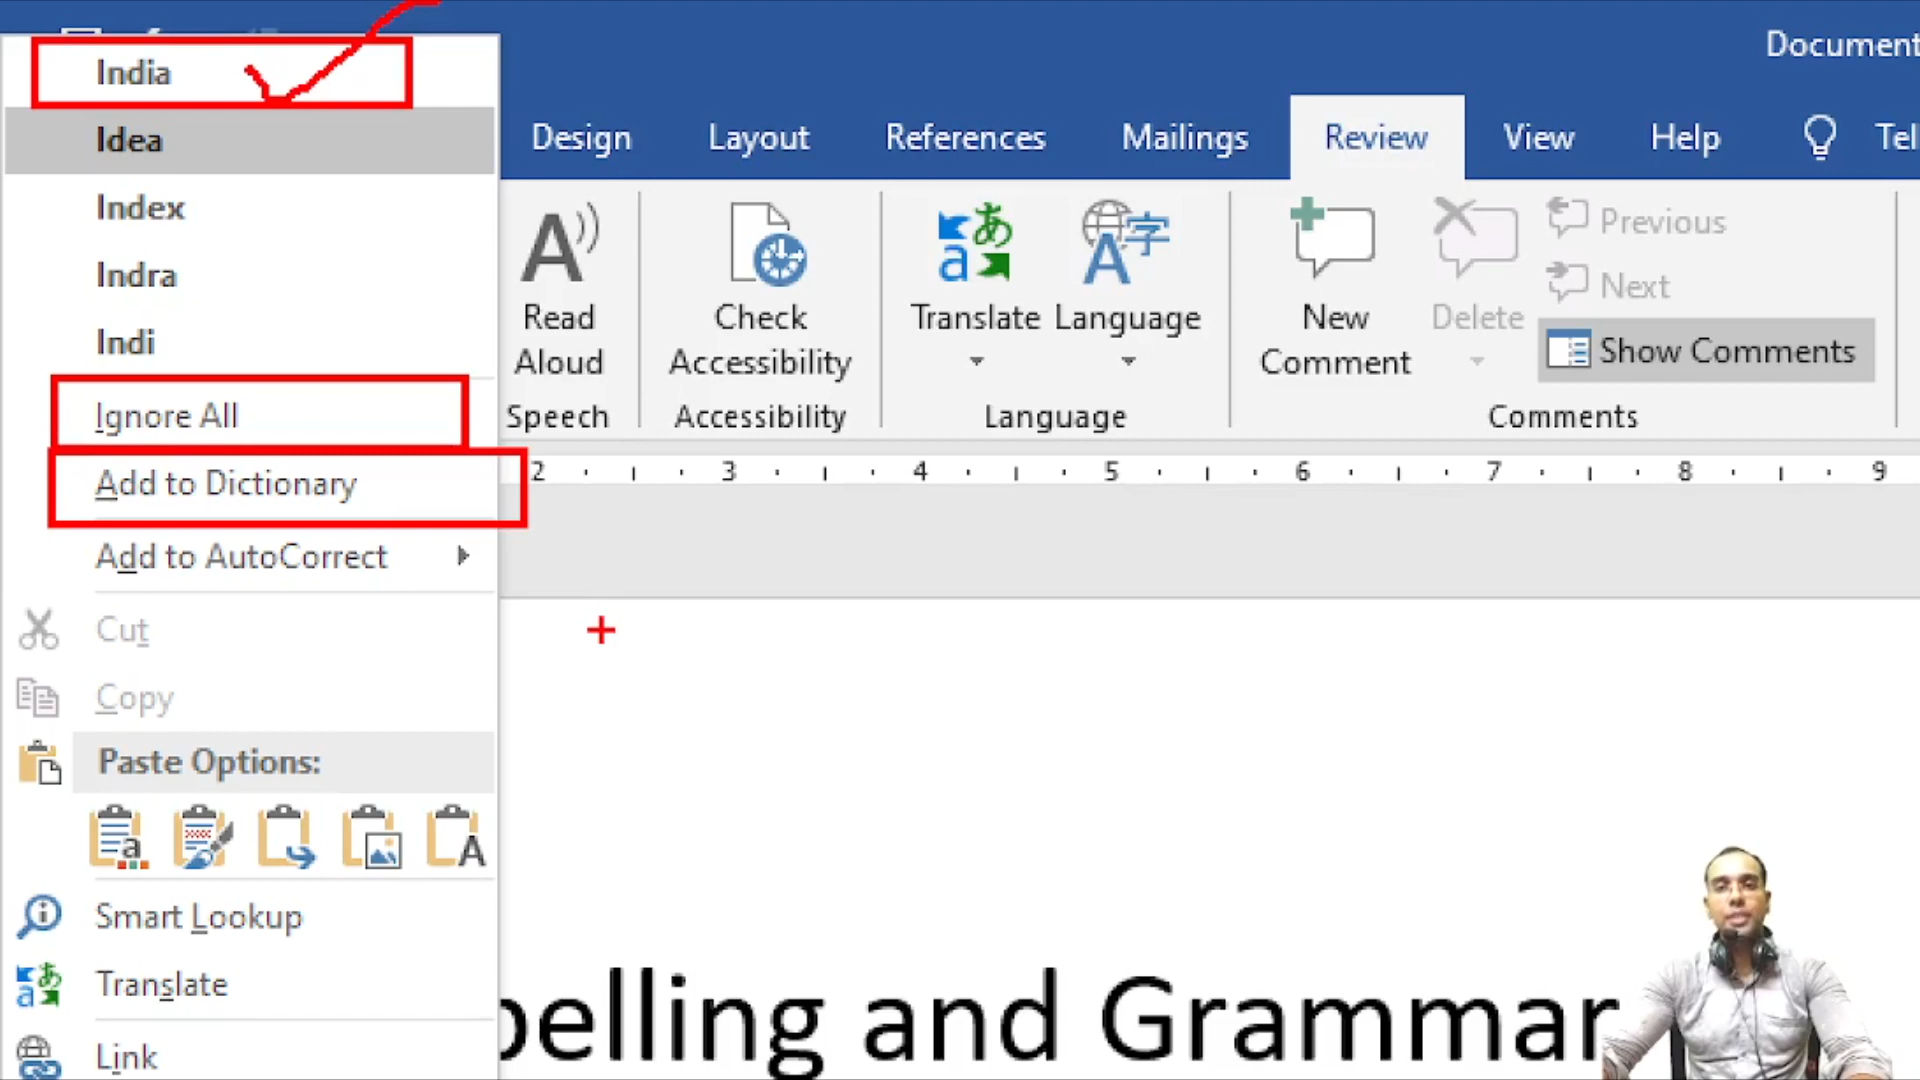 Document
India
Idea
Index
Indra
Indi
Ignore All
Add to Dictionary
Add to AutoCorrect
Cut
Copy
Paste Options:
Smart Lookup
Translate
Link
Design Layout References Mailings Review View Help Tel
Read Aloud
Speech
Check Accessibility
Accessibility
Translate
Language
Language
New Comment
Delete
Previous
Next
Show Comments
Comments
2 3 4 5 6 7 8 9
pelling and Grammar